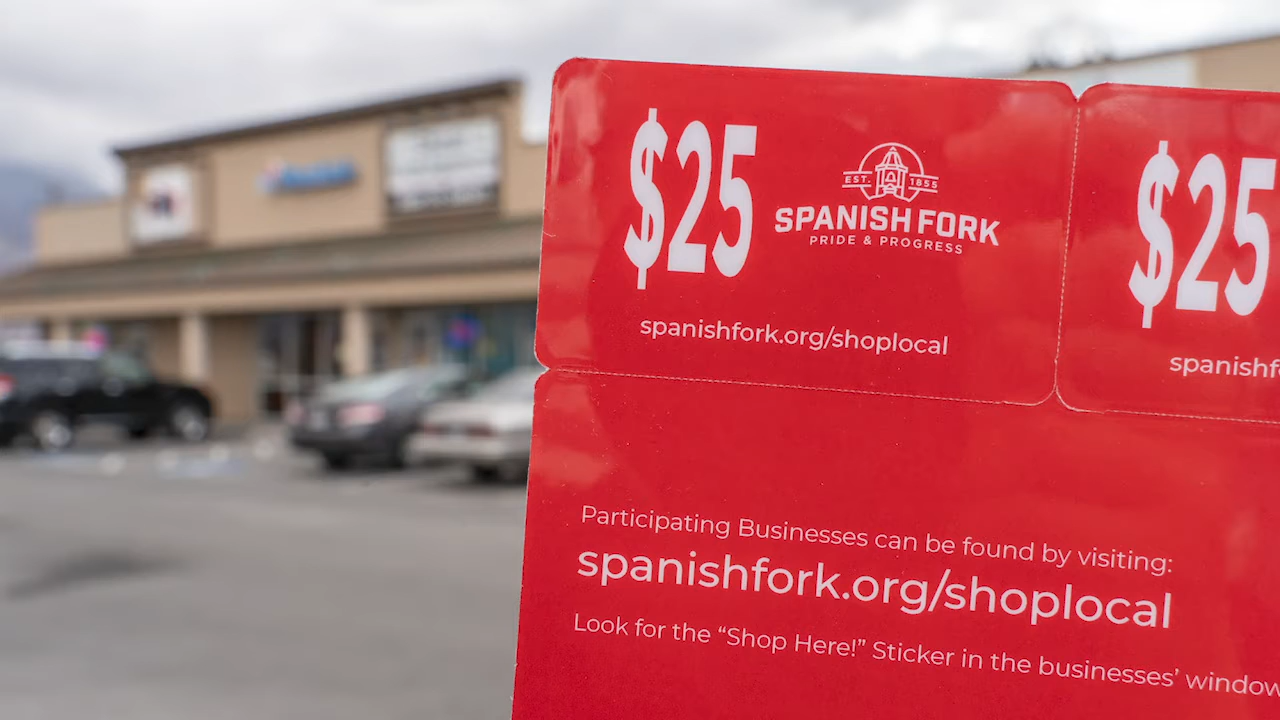 $25
EST. 1855
SPANISH FORK
PRIDE & PROGRESS
spanishfork.org/shoplocal
$25
spanishf
Participating Businesses can be found by visiting:
spanishfork.org/shoplocal
Look for the “Shop Here!” Sticker in the businesses’ window